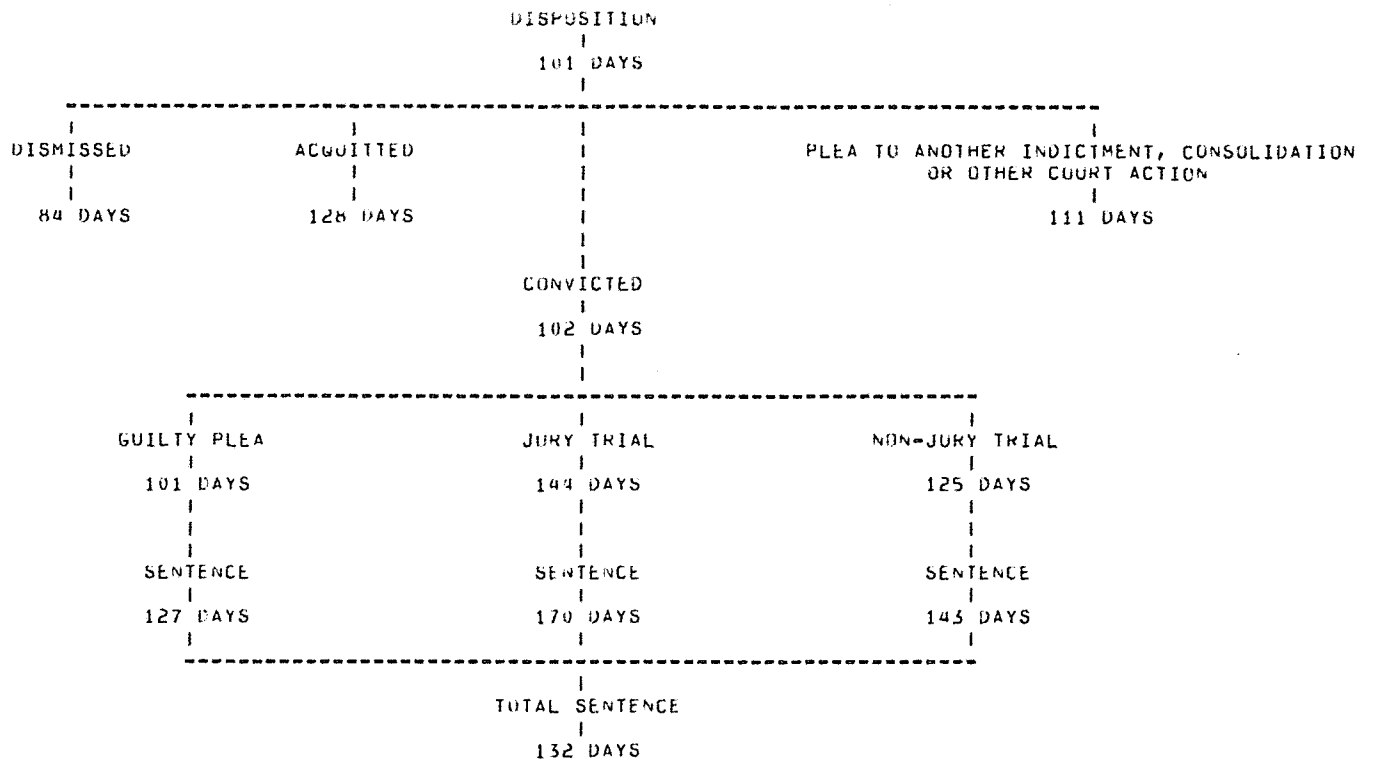 DISPOSITION
101 DAYS
DISMISSED ACQUITTED PLEA TO ANOTHER INDICTMENT, CONSOLIDATION
OR OTHER COURT ACTION
84 DAYS 128 DAYS 111 DAYS
CONVICTED
102 DAYS
GUILTY PLEA JURY TRIAL NON-JURY TRIAL
101 DAYS 144 DAYS 125 DAYS
SENTENCE SENTENCE SENTENCE
127 DAYS 170 DAYS 143 DAYS
TOTAL SENTENCE
132 DAYS